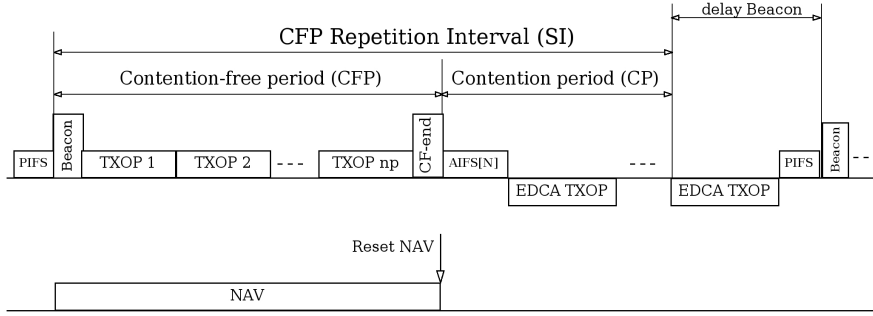 delay Beacon
CFP Repetition Interval (SI)
Contention-free period (CFP)
Contention period (CP)
PIFS
Beacon
TXOP 1
TXOP 2
TXOP np
CF-end
AIFS[N]
PIFS
Beacon
EDCA TXOP
EDCA TXOP
Reset NAV
NAV